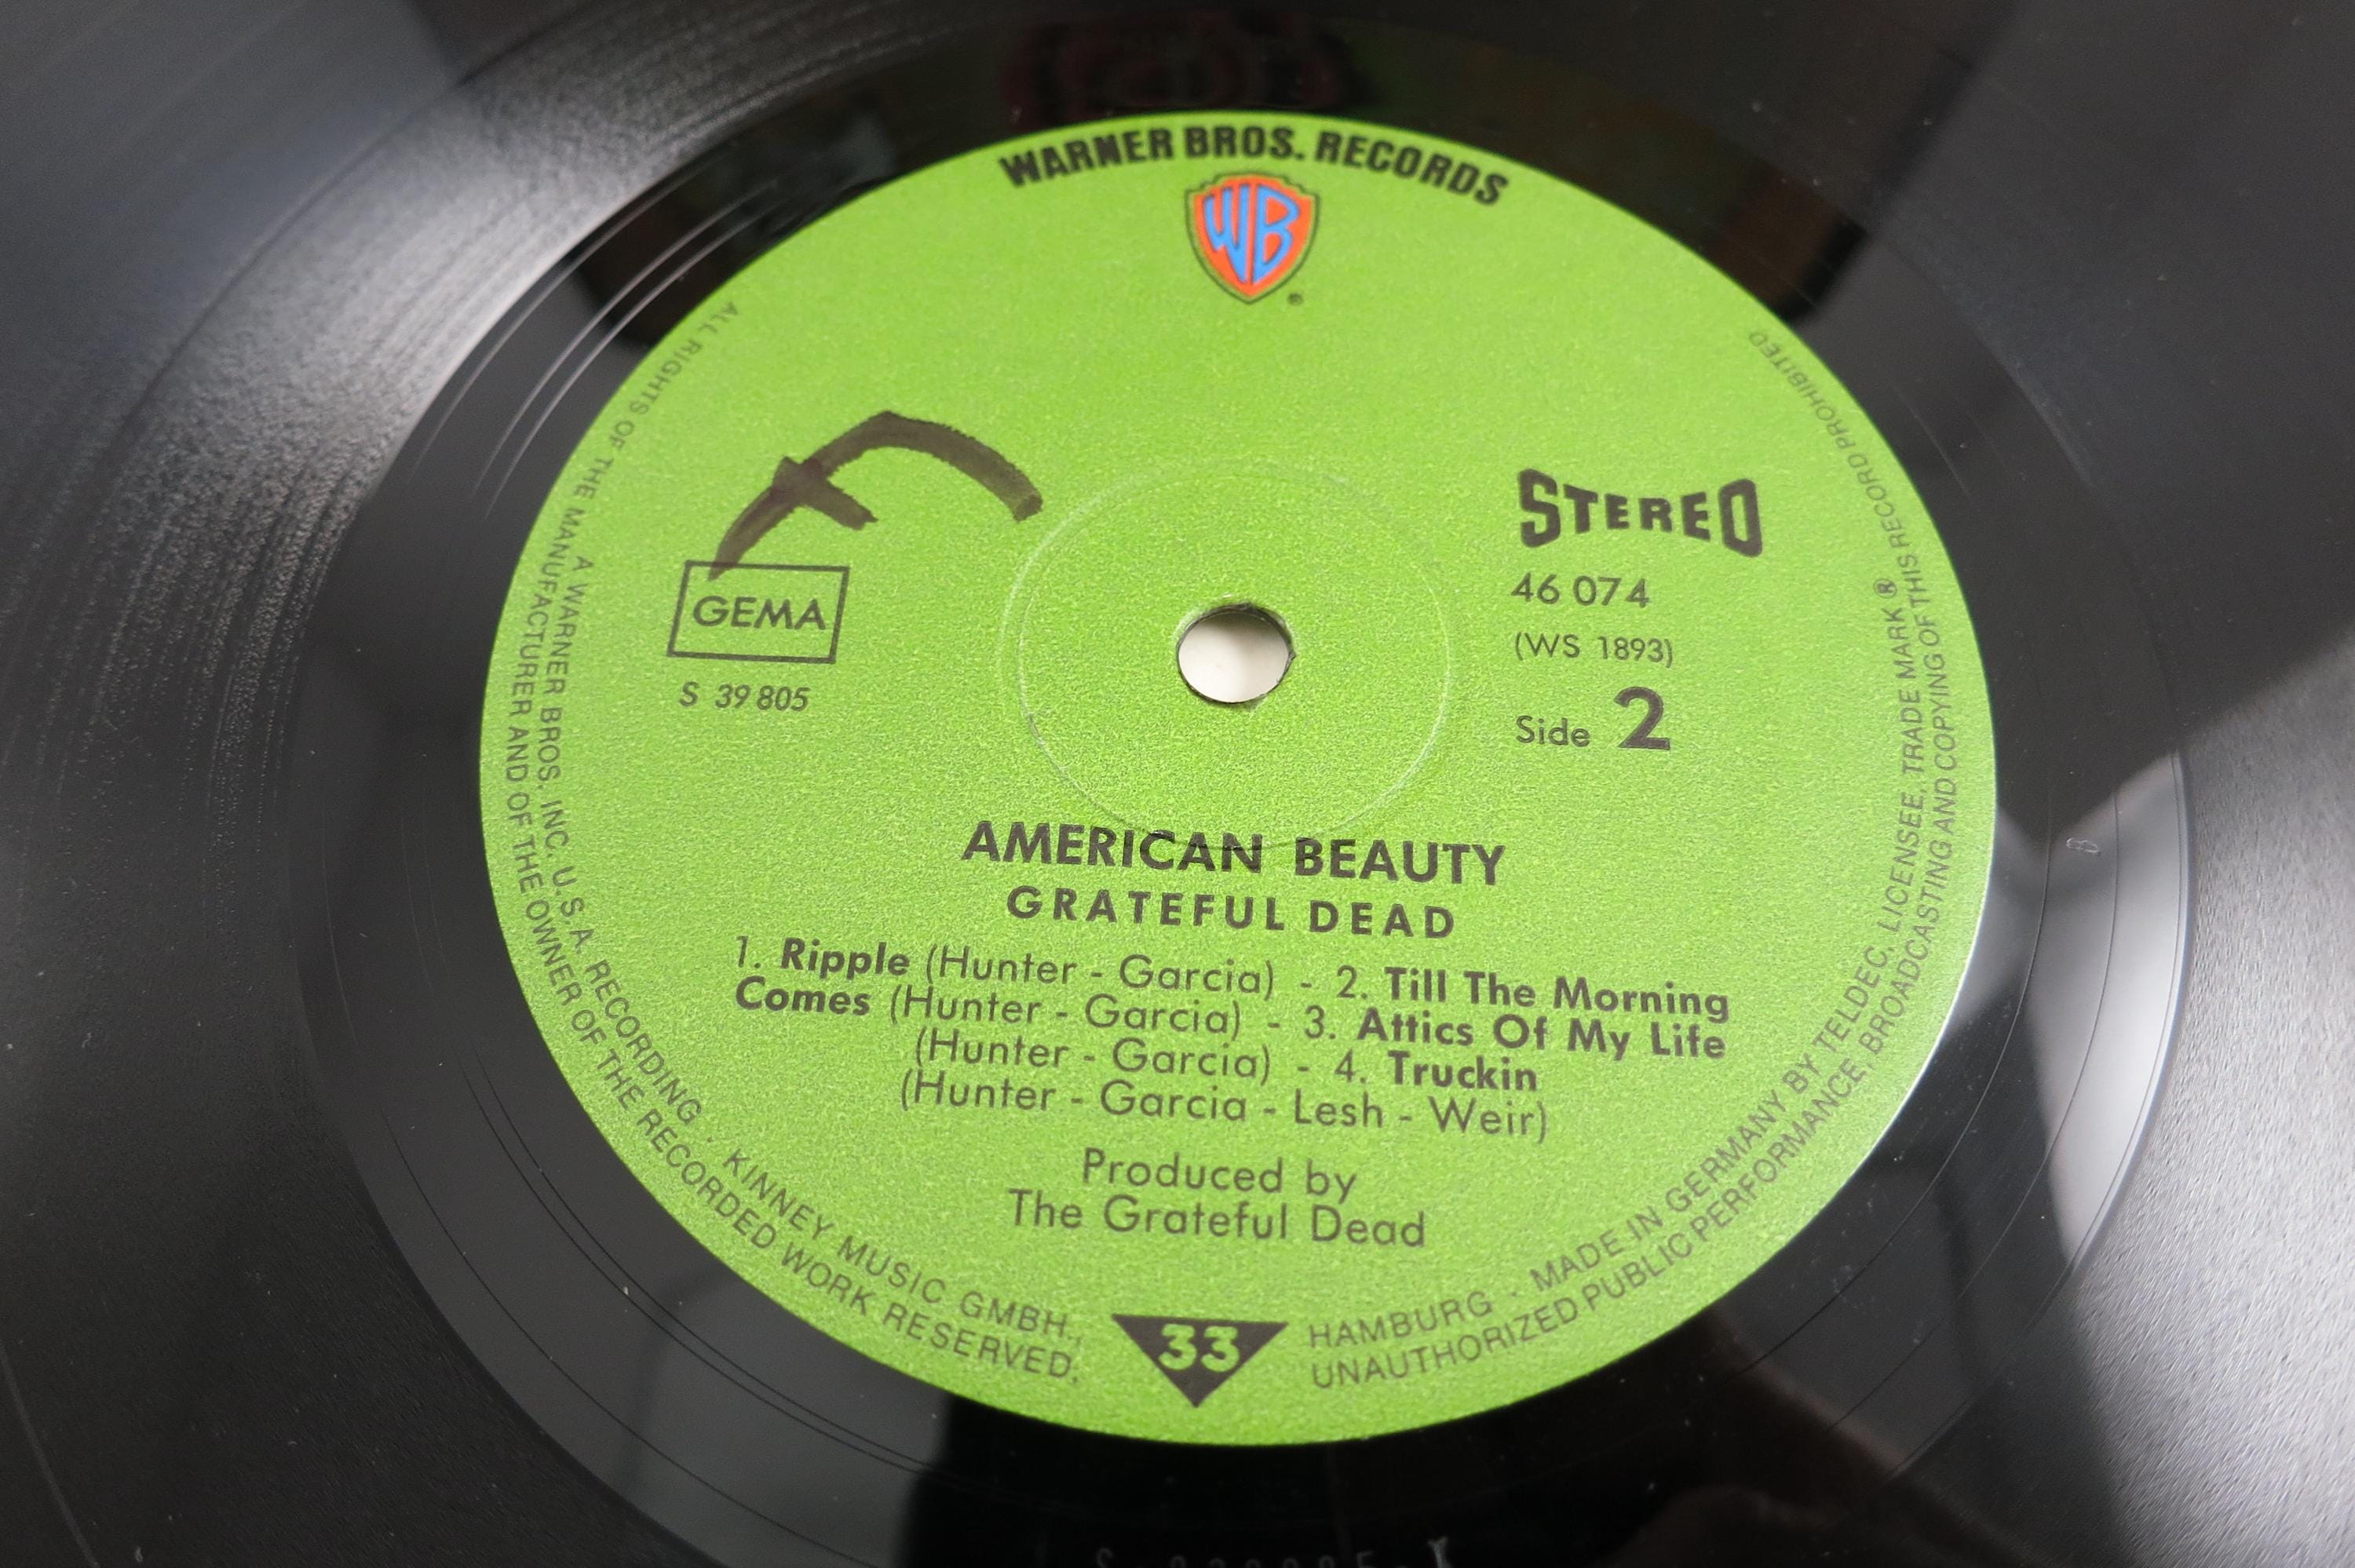 WARNER BROS. RECORDS
WB
®
STEREO
GEMA
46 074
(WS 1893)
S 39 805
Side 2
AMERICAN BEAUTY
GRATEFUL DEAD
1. Ripple (Hunter - Garcia) - 2. Till The Morning
Comes (Hunter - Garcia) - 3. Attics Of My Life
(Hunter - Garcia) - 4. Truckin
(Hunter - Garcia - Lesh - Weir)
Produced by
The Grateful Dead
33
A WARNER BROS. INC. U.S.A. RECORDING · KINNEY MUSIC GMBH., HAMBURG · MADE IN GERMANY BY TELDEC, LICENSEE, TRADE MARK ®
ALL RIGHTS OF THE MANUFACTURER AND OF THE OWNER OF THE RECORDED WORK RESERVED, UNAUTHORIZED PUBLIC PERFORMANCE, BROADCASTING AND COPYING OF THIS RECORD PROHIBITED
B